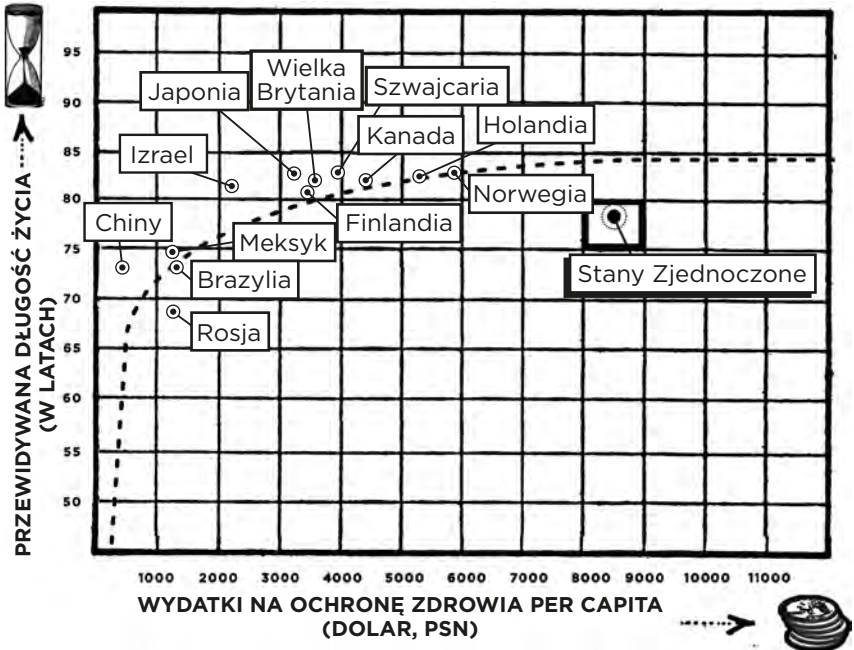 PRZEWIDYWANA DŁUGOŚĆ ŻYCIA
(W LATACH)
95
90
85
80
75
70
65
60
55
50
Japonia
Wielka
Brytania
Szwajcaria
Izrael
Kanada
Holandia
Chiny
Meksyk
Finlandia
Norwegia
Brazylia
Stany Zjednoczone
Rosja
1000 2000 3000 4000 5000 6000 7000 8000 9000 10000 11000
WYDATKI NA OCHRONĘ ZDROWIA PER CAPITA
(DOLAR, PSN)